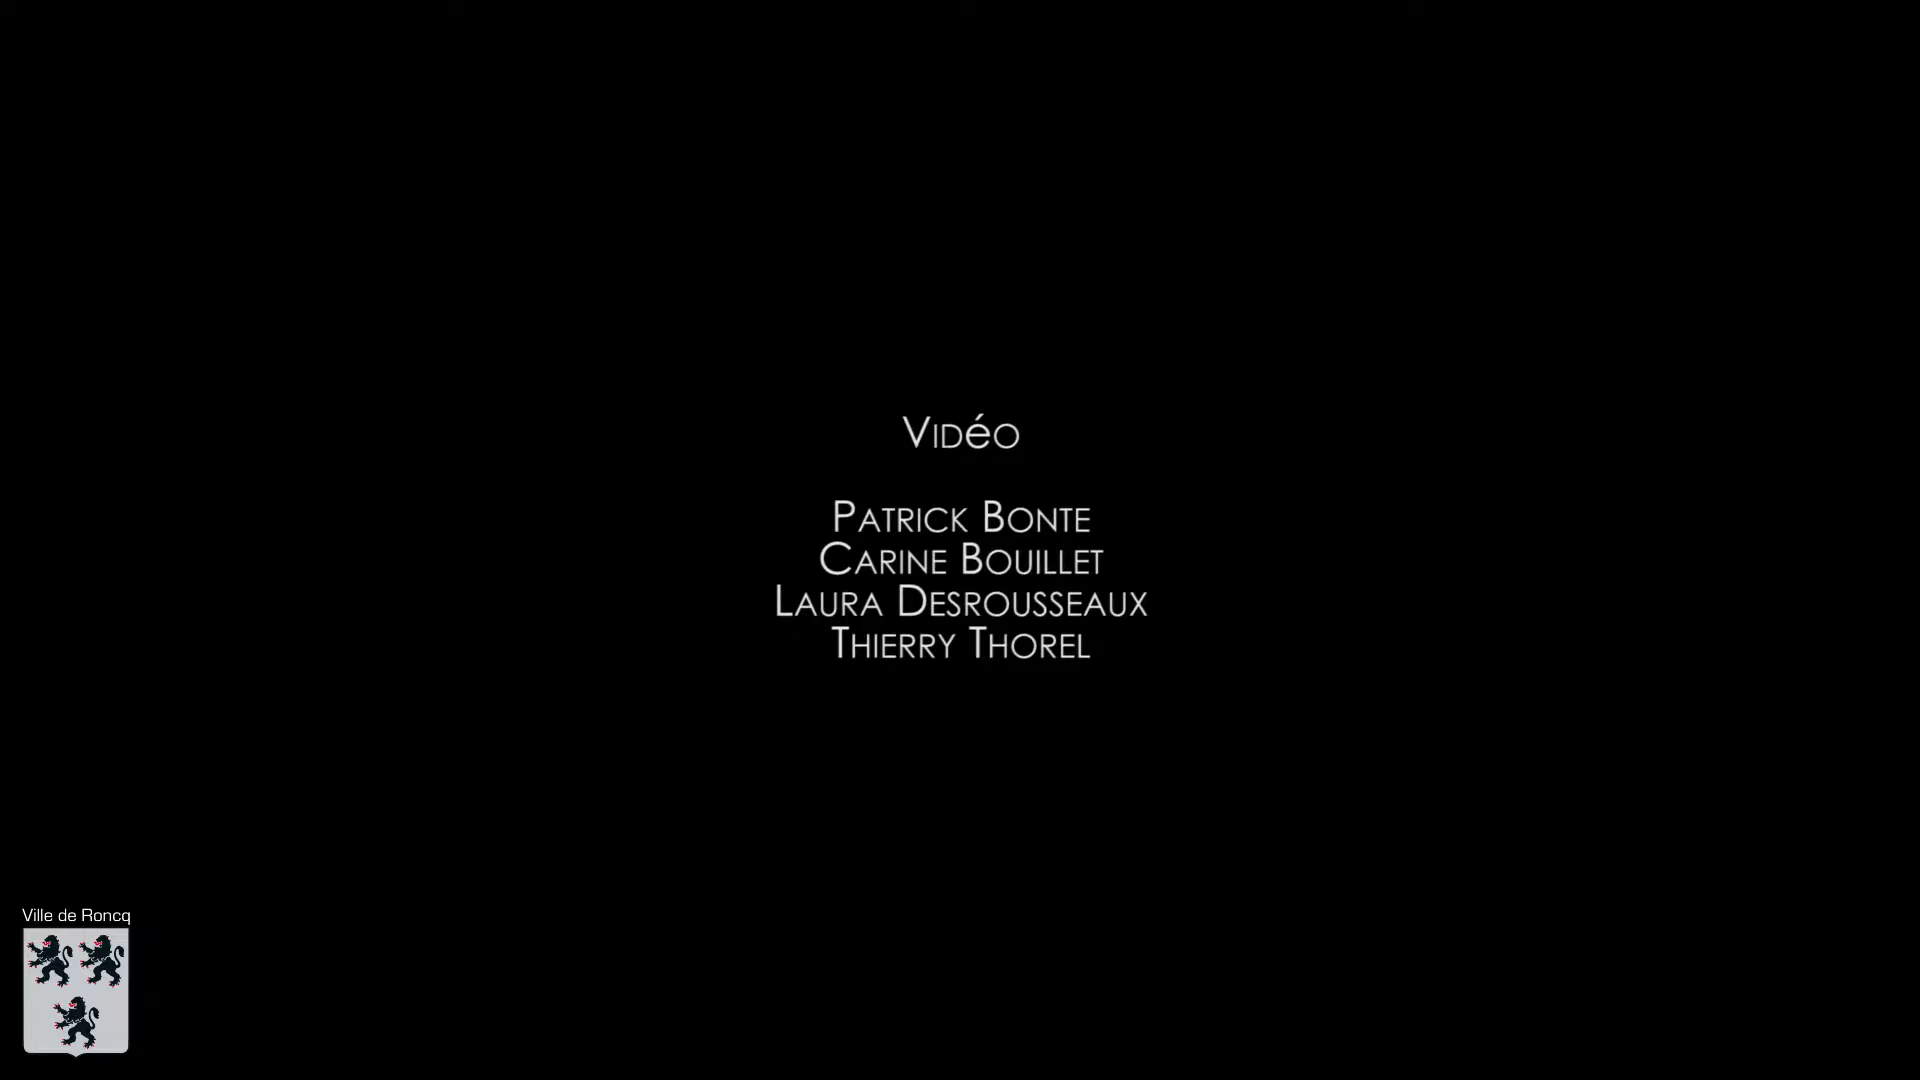 Vidéo
Patrick Bonte
Carine Bouillet
Laura Desrousseaux
Thierry Thorel
Ville de Roncq